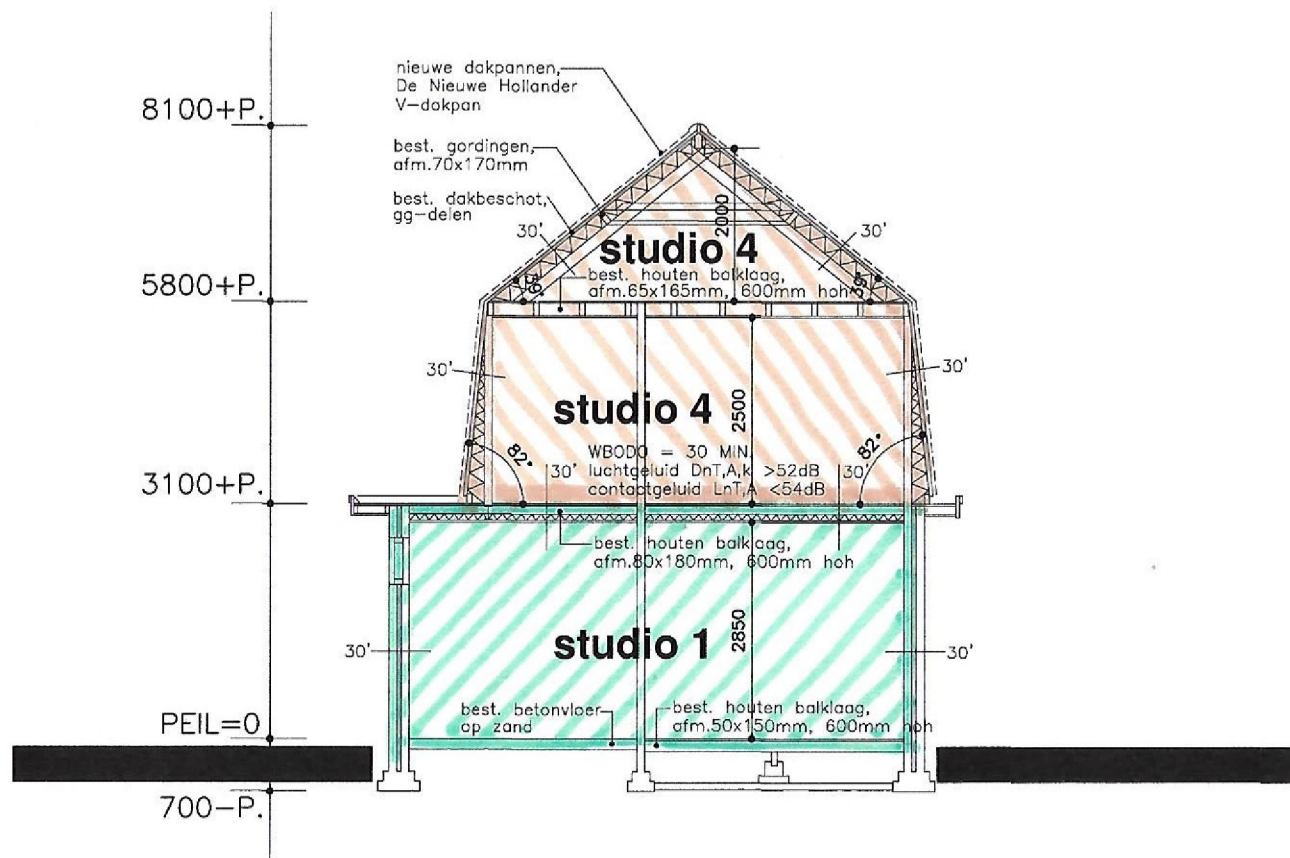 nieuwe dakpannen,
De Nieuwe Hollander
V-dakpan
8100+P.
best. gordingen,
afm.70x170mm
best. dakbeschot,
gg-delen
2000
30'
30'
studio 4
best. houten balklaag,
afm.65x165mm, 600mm hoh
39°
5800+P.
30'
30'
2500
studio 4
82°
82°
WBDBO = 30 MIN.
30' luchtgeluid DnT,A,k >52dB 30'
contactgeluid LnT,A <54dB
3100+P.
best. houten balklaag,
afm.80x180mm, 600mm hoh
2850
studio 1
30'
30'
best. betonvloer
op zand
best. houten balklaag,
afm.50x150mm, 600mm hoh
PEIL=0
700-P.